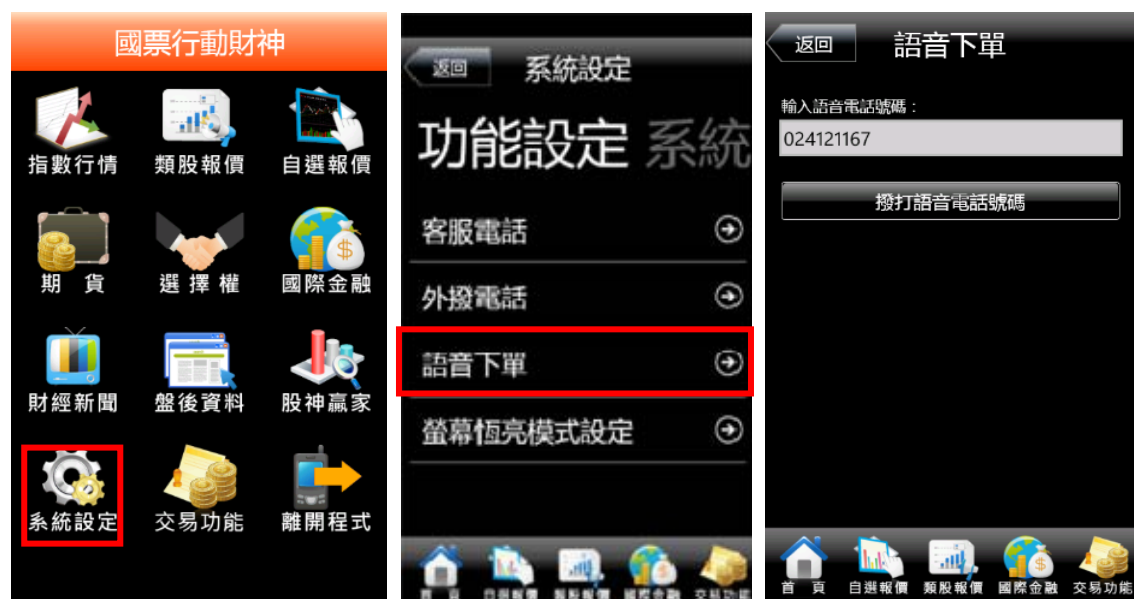 國票行動財神
指數行情
類股報價
自選報價
期 貨
選 擇 權
國際金融
財經新聞
盤後資料
股神贏家
系統設定
交易功能
離開程式
返回
系統設定
功能設定 系統
客服電話
外撥電話
語音下單
螢幕恆亮模式設定
首 頁
自選報價
類股報價
國際金融
交易功能
返回
語音下單
輸入語音電話號碼：
024121167
撥打語音電話號碼
首 頁
自選報價
類股報價
國際金融
交易功能